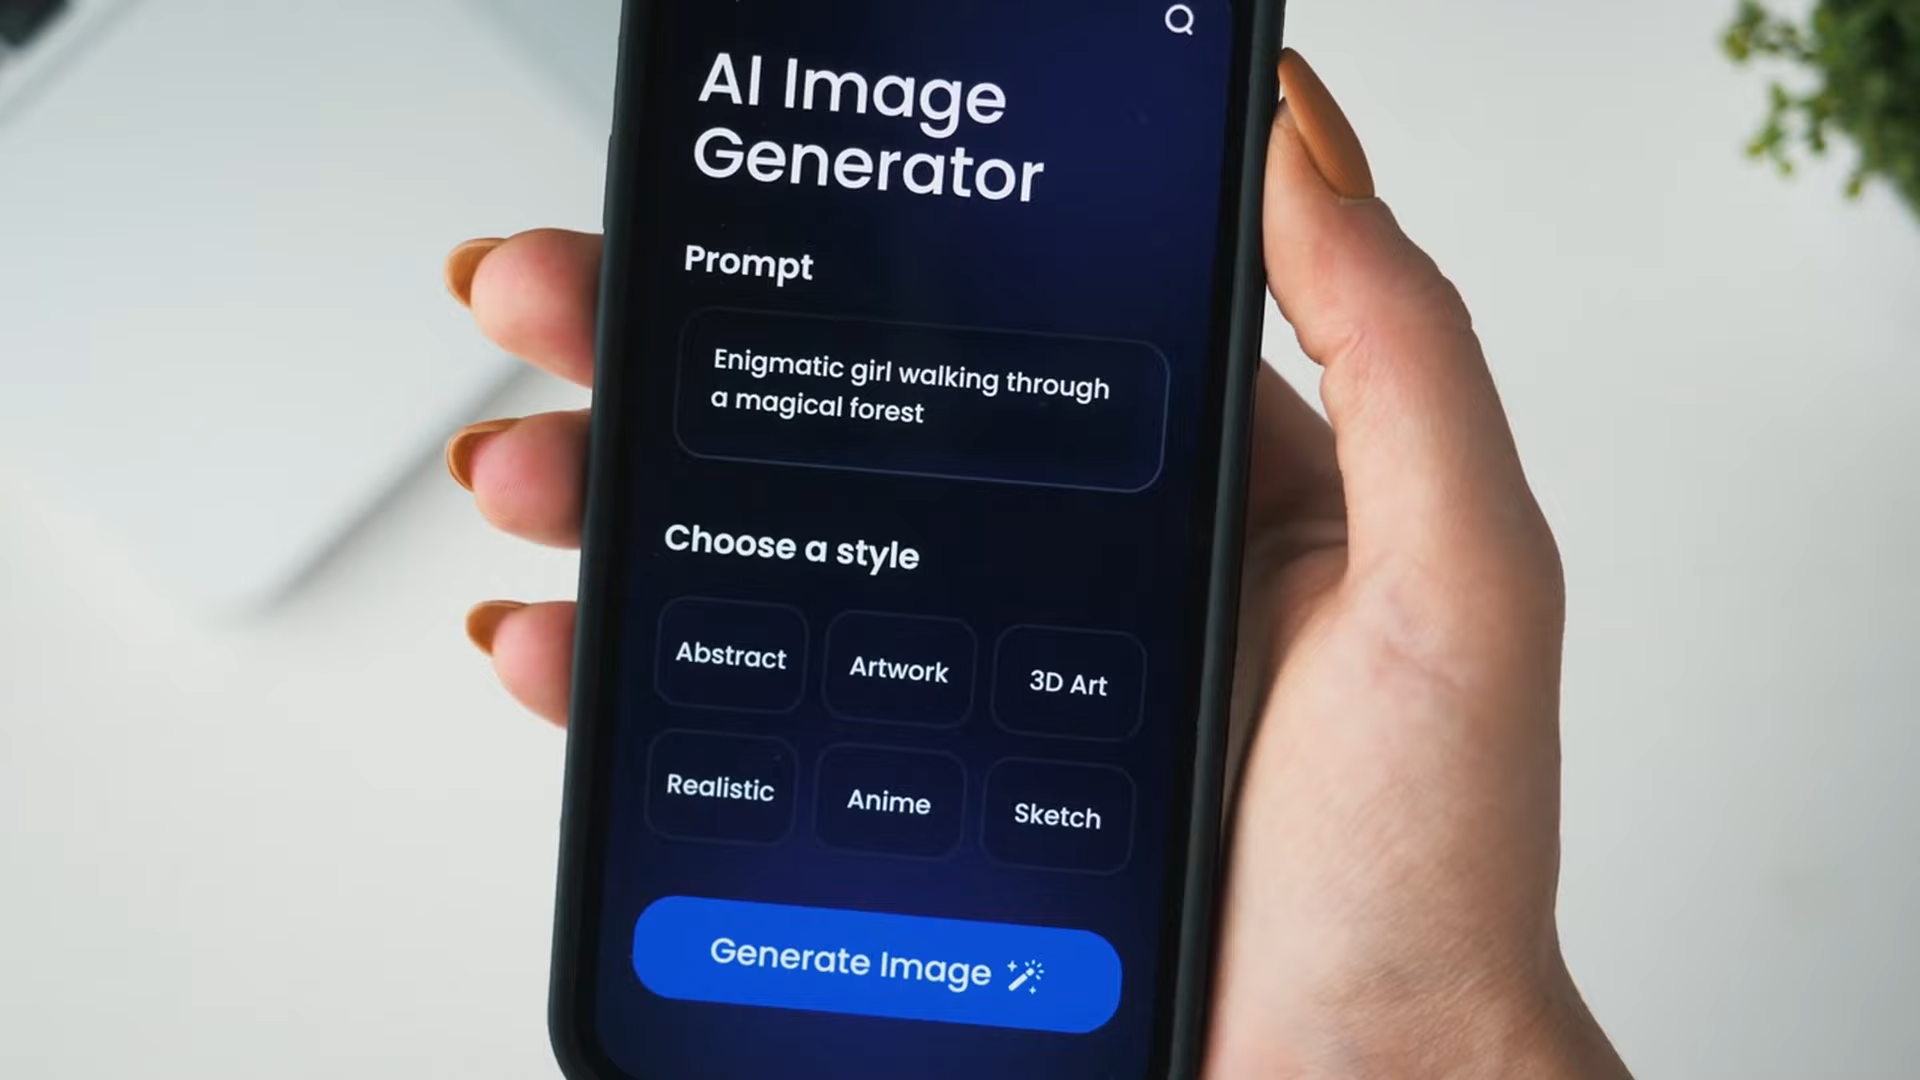 AI Image
Generator
Prompt
Enigmatic girl walking through
a magical forest
Choose a style
Abstract
Artwork
3D Art
Realistic
Anime
Sketch
Generate Image